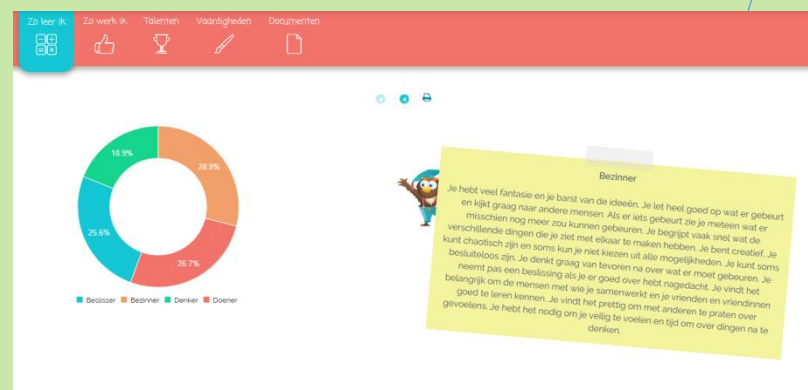 Zo leer ik Zo werk ik Talenten Vaardigheden Documenten
18.9%
28.9%
25.6%
26.7%
Beslisser Bezinner Denker Doener
Bezinner
Je hebt veel fantasie en je barst van de ideeën. Je let heel goed op wat er gebeurt
en kijkt graag naar andere mensen. Als er iets gebeurt zie je meteen wat er
misschien nog meer zou kunnen gebeuren. Je begrijpt vaak snel wat de
verschillende dingen die je ziet met elkaar te maken hebben. Je bent creatief. Je
kunt chaotisch zijn en soms kun je niet kiezen uit alle mogelijkheden. Je kunt soms
besluiteloos zijn. Je denkt graag van tevoren na over wat er moet gebeuren. Je
neemt pas een beslissing als je er goed over hebt nagedacht. Je vindt het
belangrijk om de mensen met wie je samenwerkt en je vrienden en vriendinnen
goed te leren kennen. Je vindt het prettig om met anderen te praten over
gevoelens. Je hebt het nodig om je veilig te voelen en tijd om over dingen na te
denken.